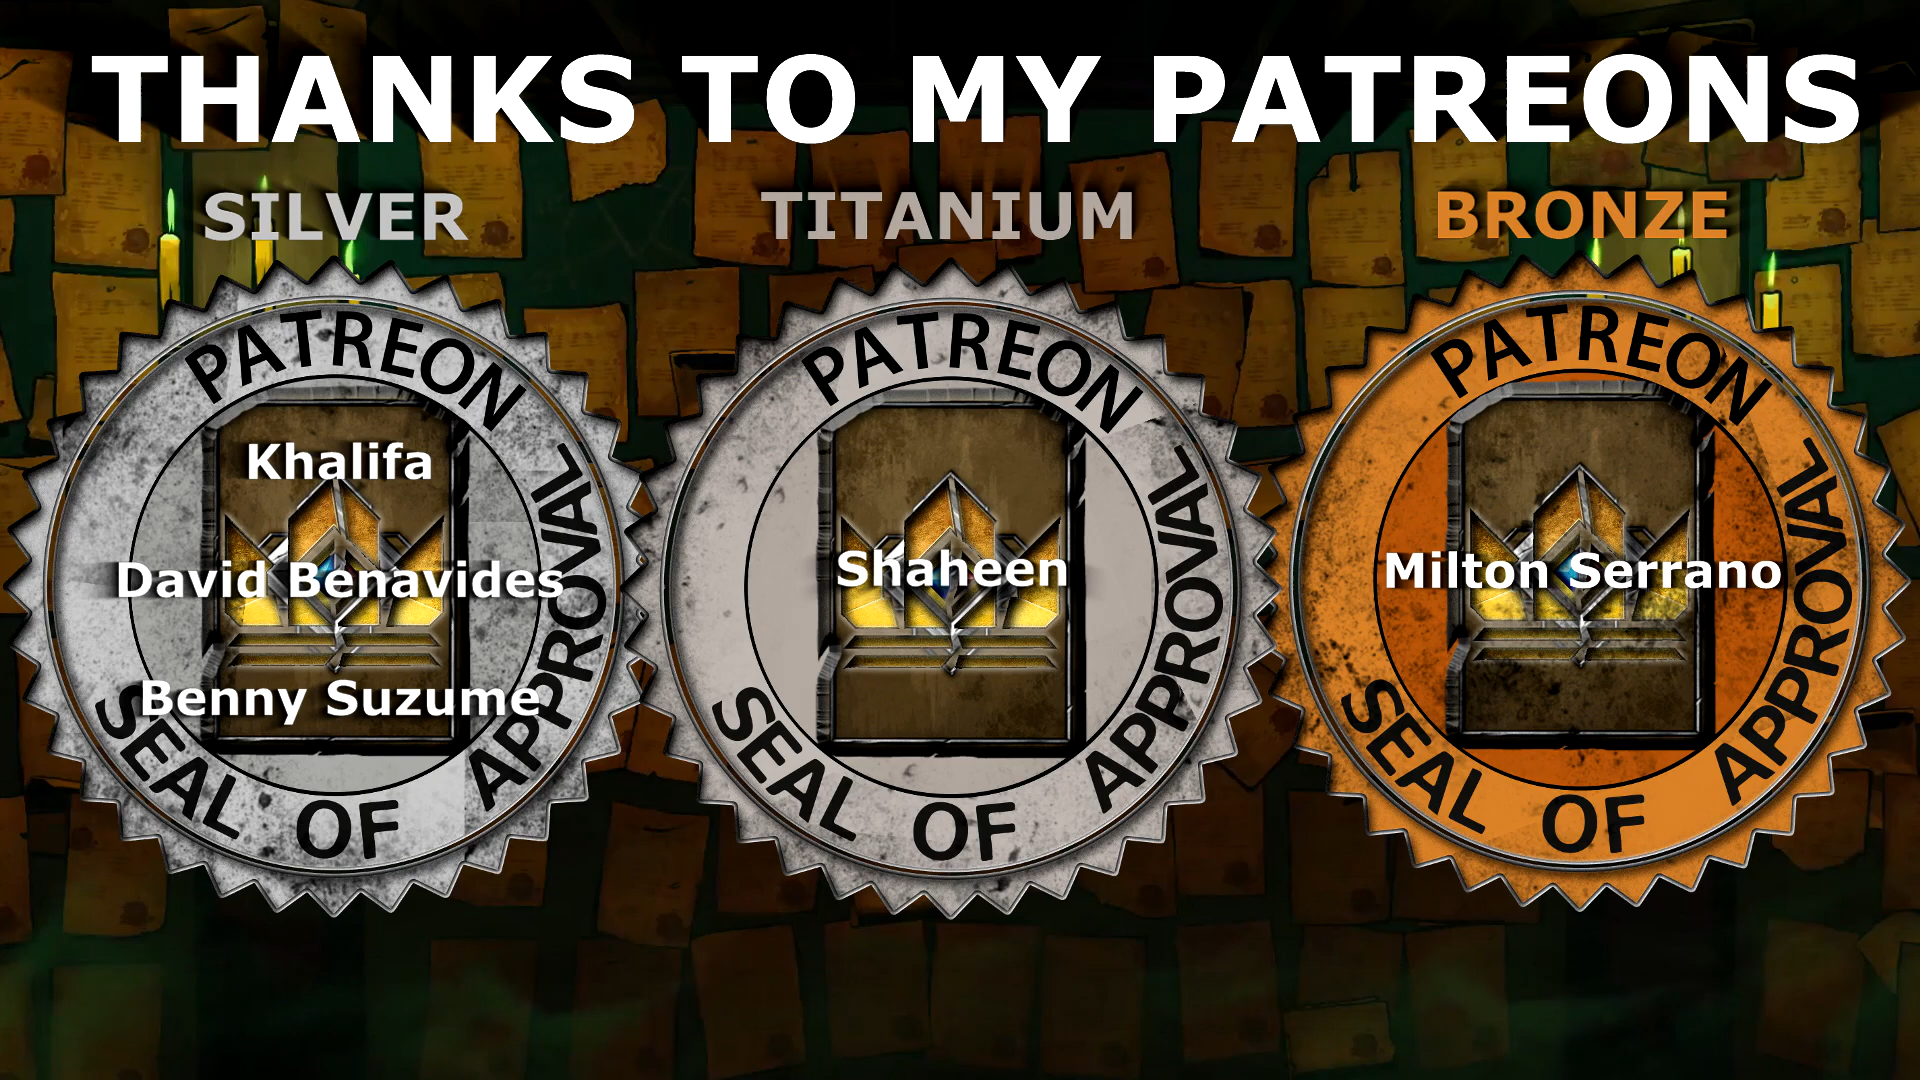 THANKS TO MY PATREONS
SILVER
TITANIUM
BRONZE
PATREON
SEAL OF APPROVAL
Khalifa
David Benavides
Benny Suzume
PATREON
SEAL OF APPROVAL
Shaheen
PATREON
SEAL OF APPROVAL
Milton Serrano